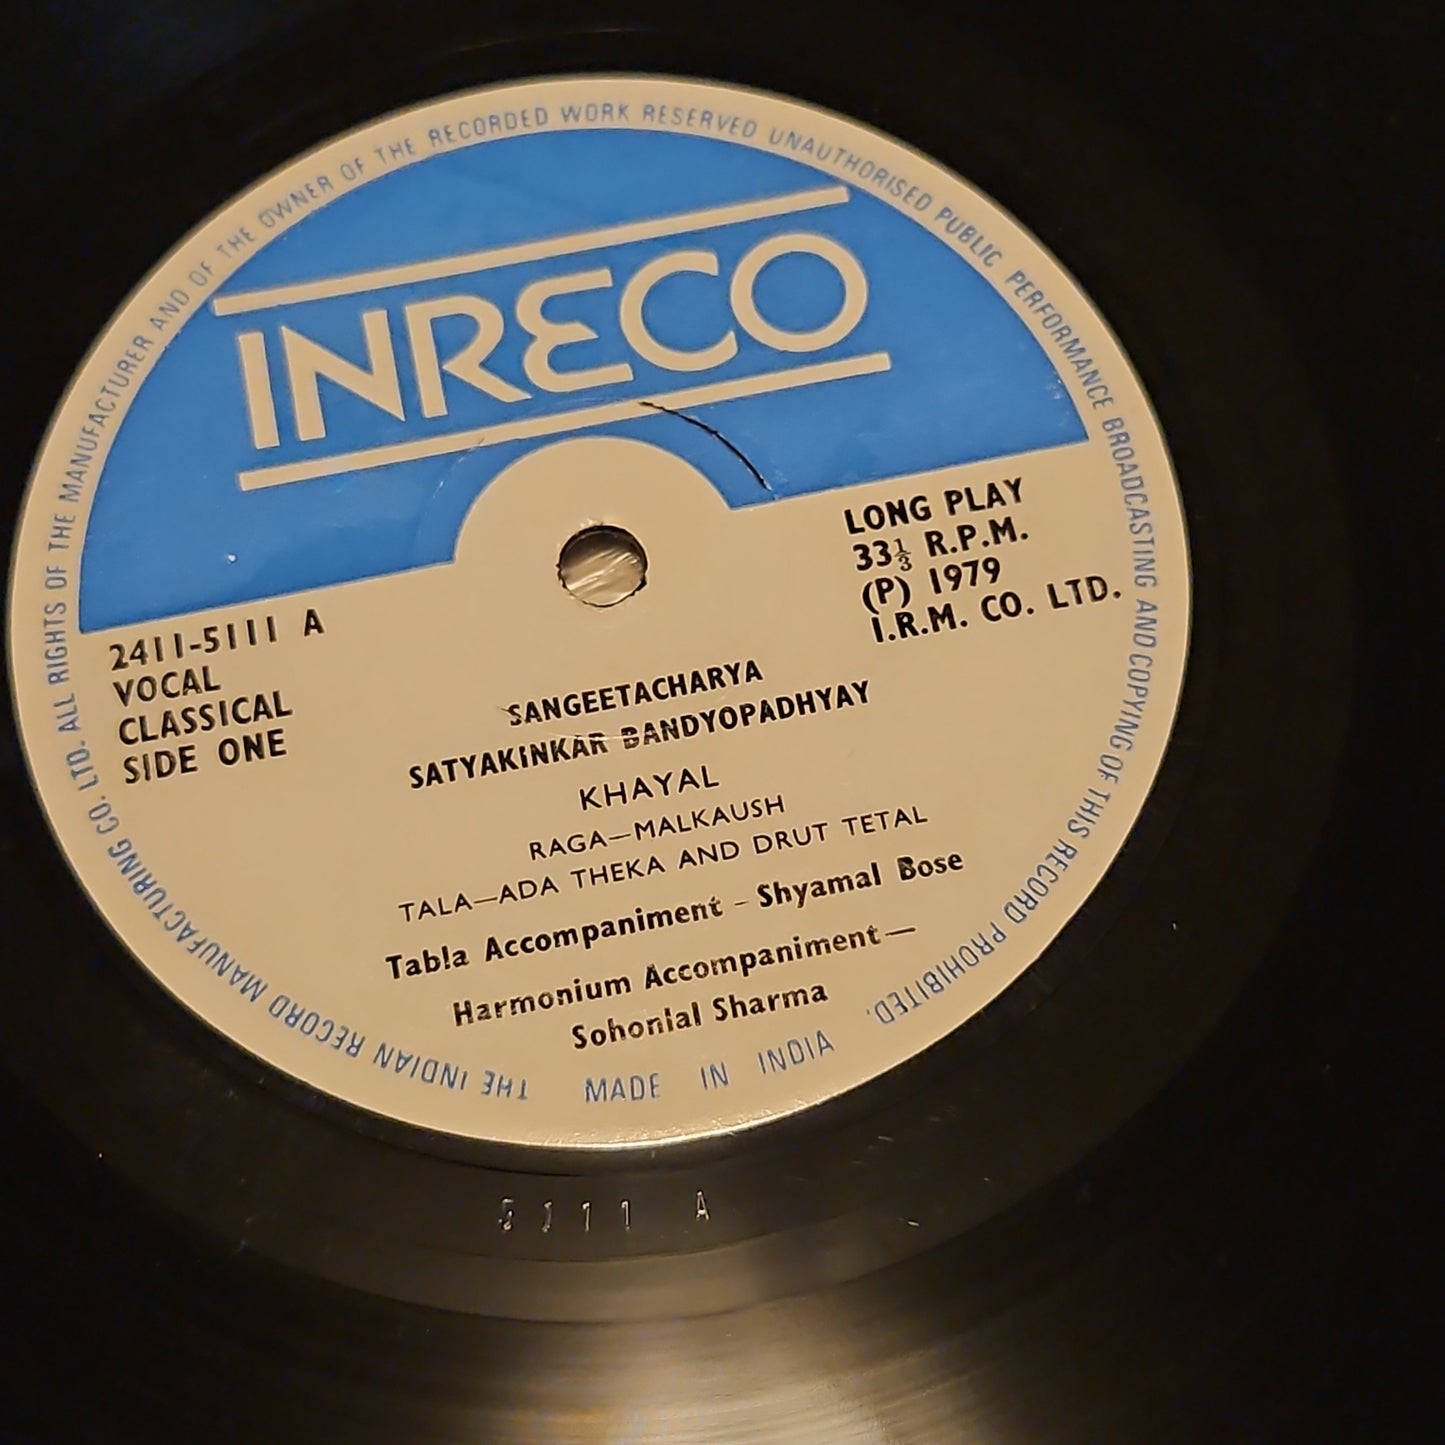 THE INDIAN RECORD MANUFACTURING CO. LTD. ALL RIGHTS OF THE MANUFACTURER AND OF THE OWNER OF THE RECORDED WORK RESERVED UNAUTHORISED PUBLIC PERFORMANCE BROADCASTING AND COPYING OF THIS RECORD PROHIBITED.
INRECO
LONG PLAY
33⅓ R.P.M.
(P) 1979
I.R.M. CO. LTD.
2411-5111 A
VOCAL
CLASSICAL
SIDE ONE
SANGEETACHARYA
SATYAKINKAR BANDYOPADHYAY
KHAYAL
RAGA—MALKAUSH
TALA—ADA THEKA AND DRUT TETAL
Tabla Accompaniment - Shyamal Bose
Harmonium Accompaniment—
Sohonlal Sharma
MADE IN INDIA
5111 A